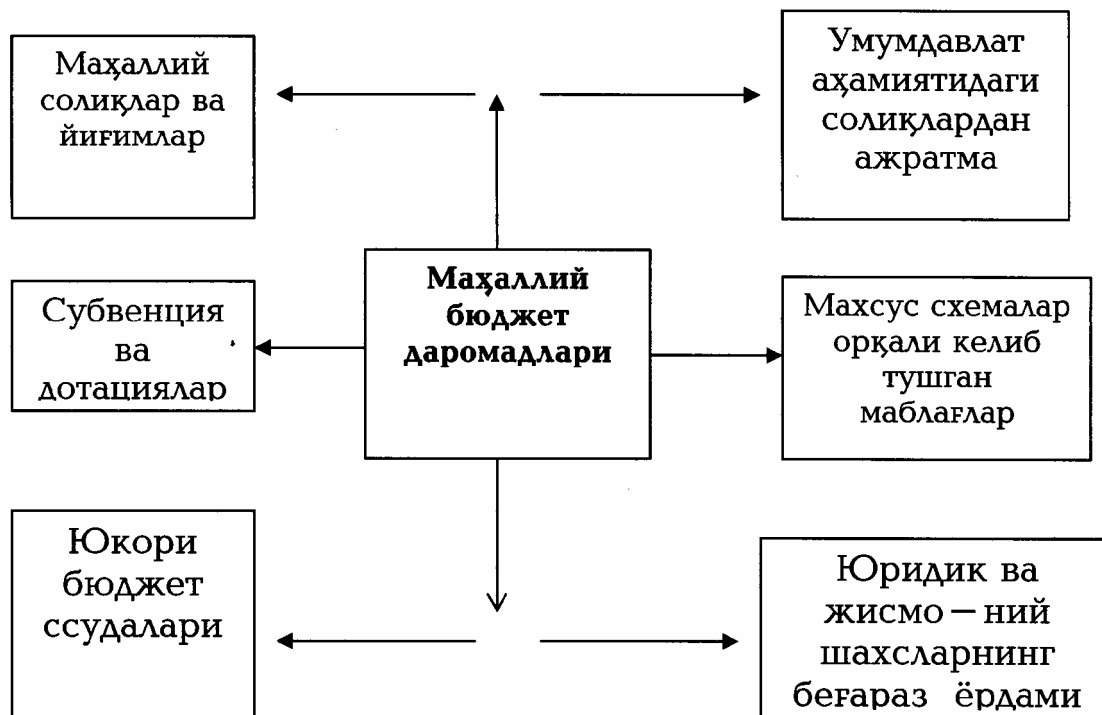 Маҳаллий
солиқлар ва
йиғимлар
Умумдавлат
аҳамиятидаги
солиқлардан
ажратма
Субвенция
ва
дотациялар
Маҳаллий
бюджет
даромадлари
Махсус схемалар
орқали келиб
тушган
маблағлар
Юкори
бюджет
ссудалари
Юридик ва
жисмо – ний
шахсларнинг
беғараз ёрдами